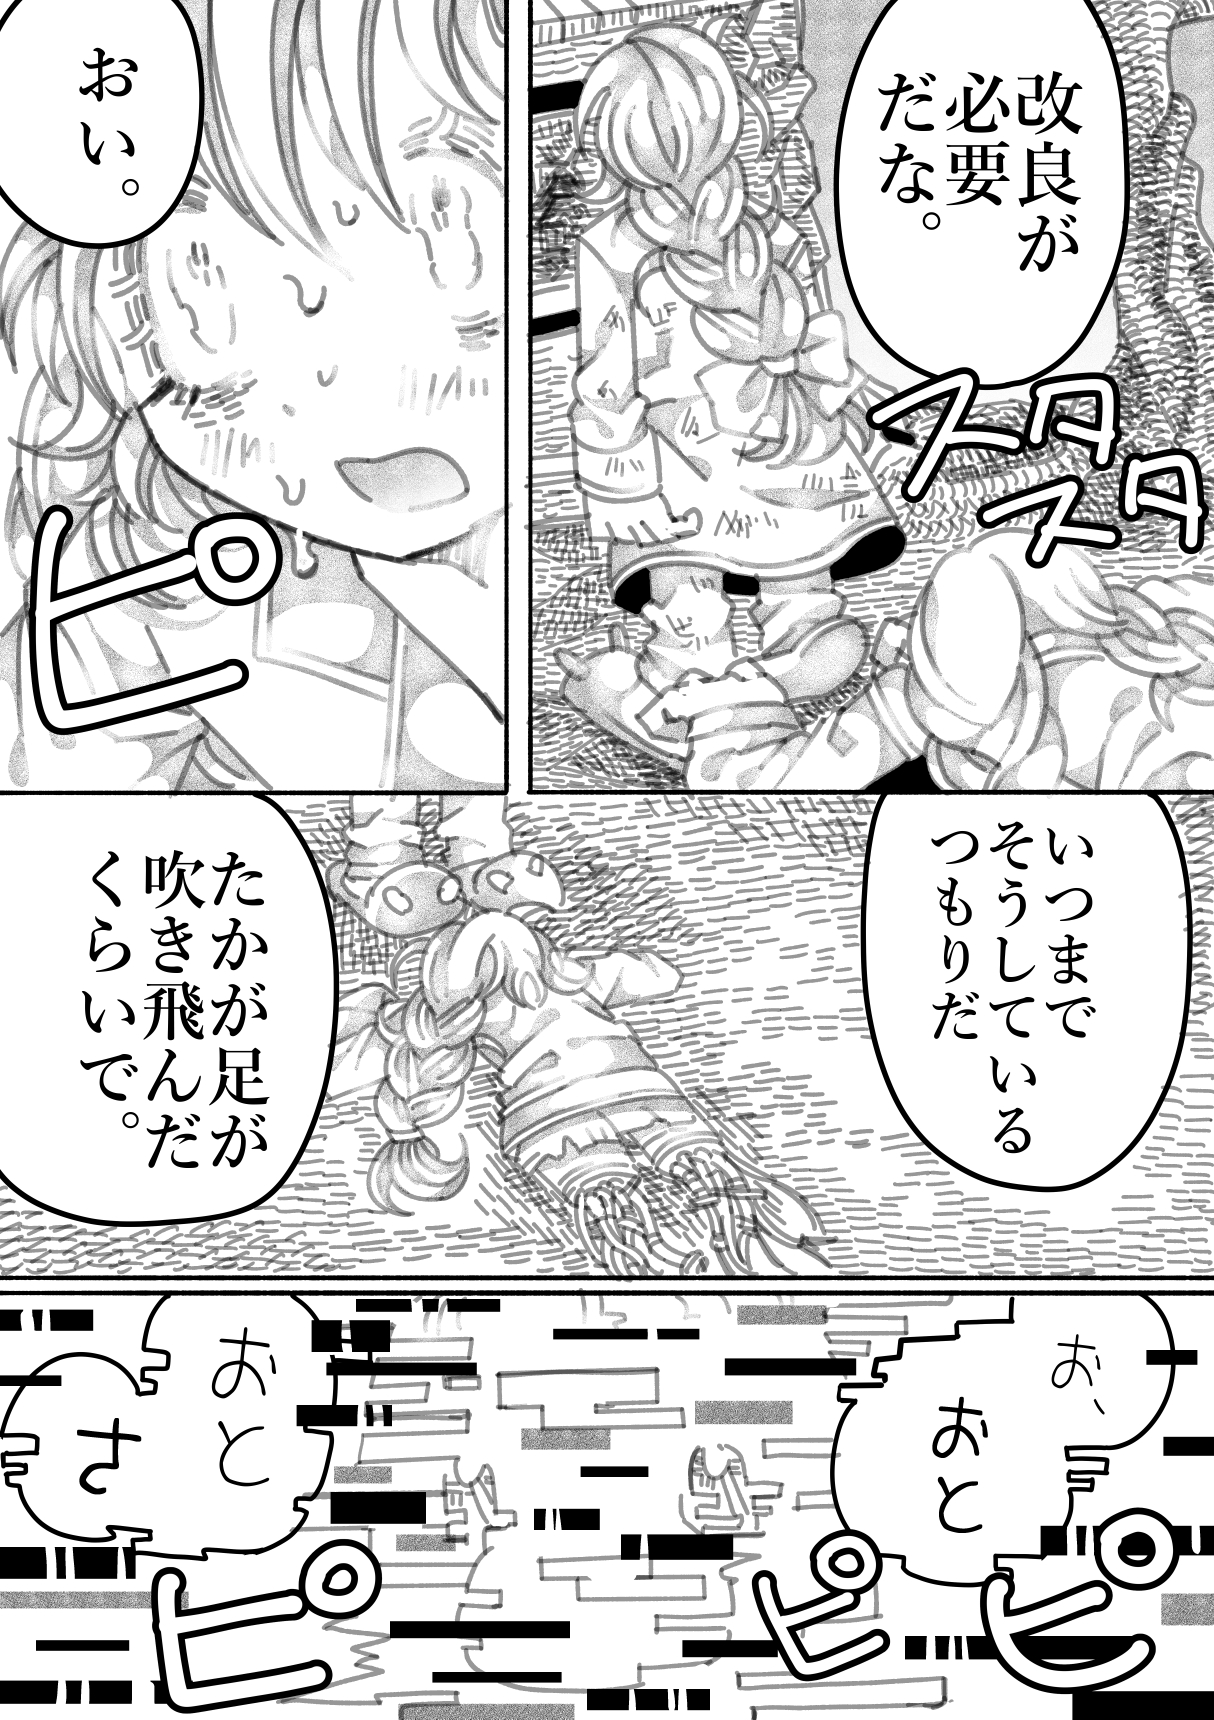 改良が
必要
だな。
スタ
スタ
おい。
ピ
いつまで
そうしている
つもりだ
たかが足が
吹き飛んだ
くらいで。
お、
おと
ピ
ピ
おと
さ
ピ